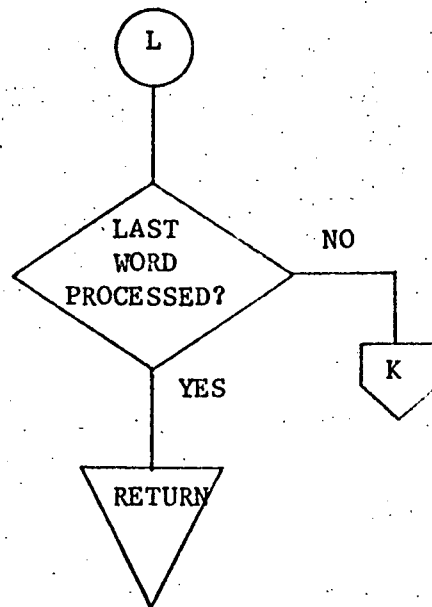 L
LAST
WORD
PROCESSED?
NO
K
YES
RETURN